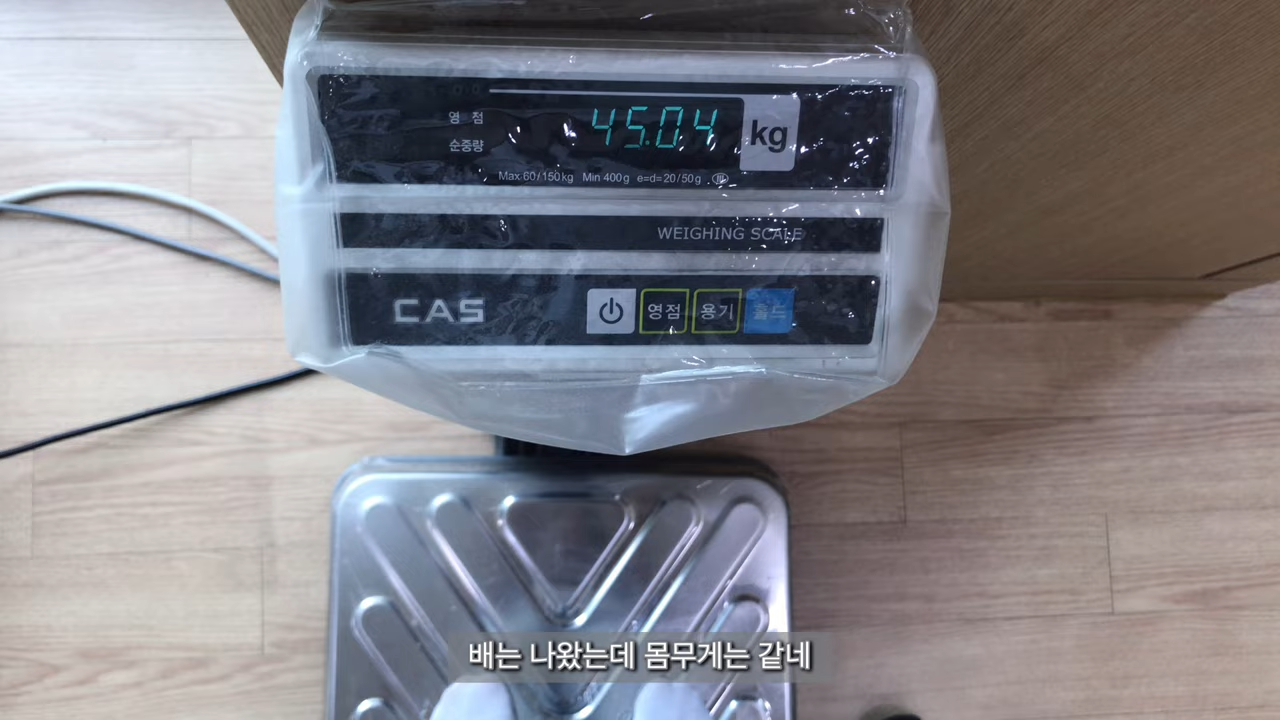 영 점
45.04 kg
순중량
Max 60/150kg Min 400g e=d=20/50g
WEIGHING SCALE
CAS
영점 용기 홀드
배는 나왔는데 몸무게는 같네